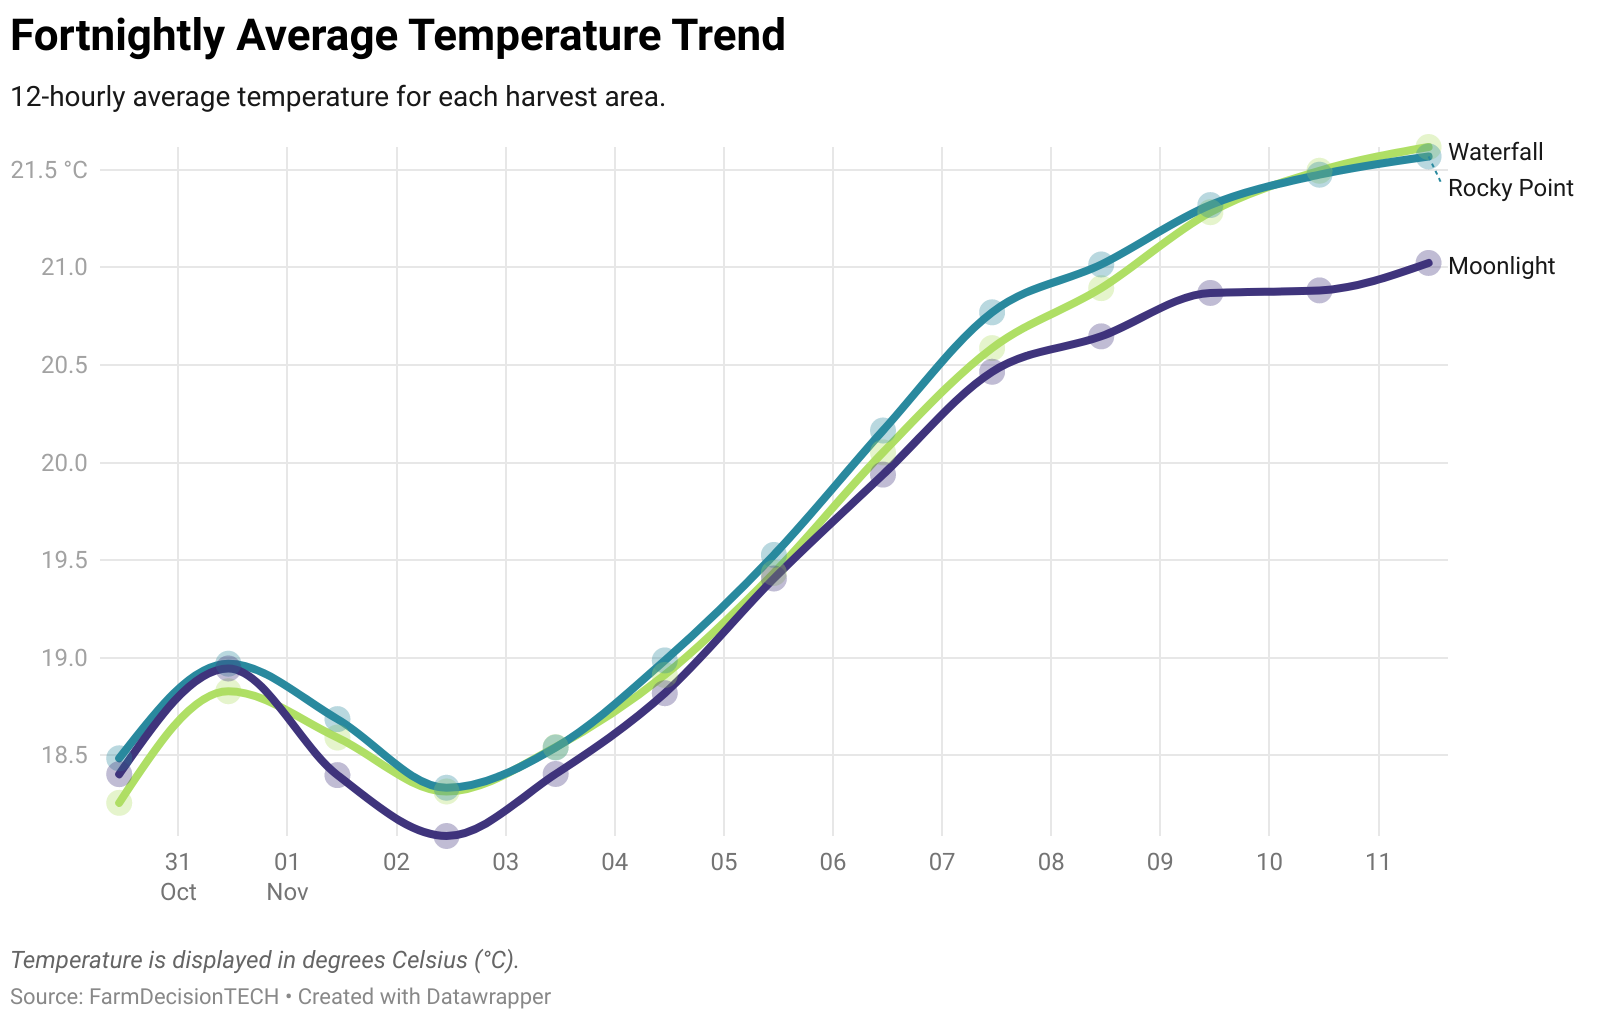 Fortnightly Average Temperature Trend
12-hourly average temperature for each harvest area.
21.5 °C
21.0
20.5
20.0
19.5
19.0
18.5
Waterfall
Rocky Point
Moonlight
31 01 02 03 04 05 06 07 08 09 10 11
Oct Nov
Temperature is displayed in degrees Celsius (°C).
Source: FarmDecisionTECH • Created with Datawrapper